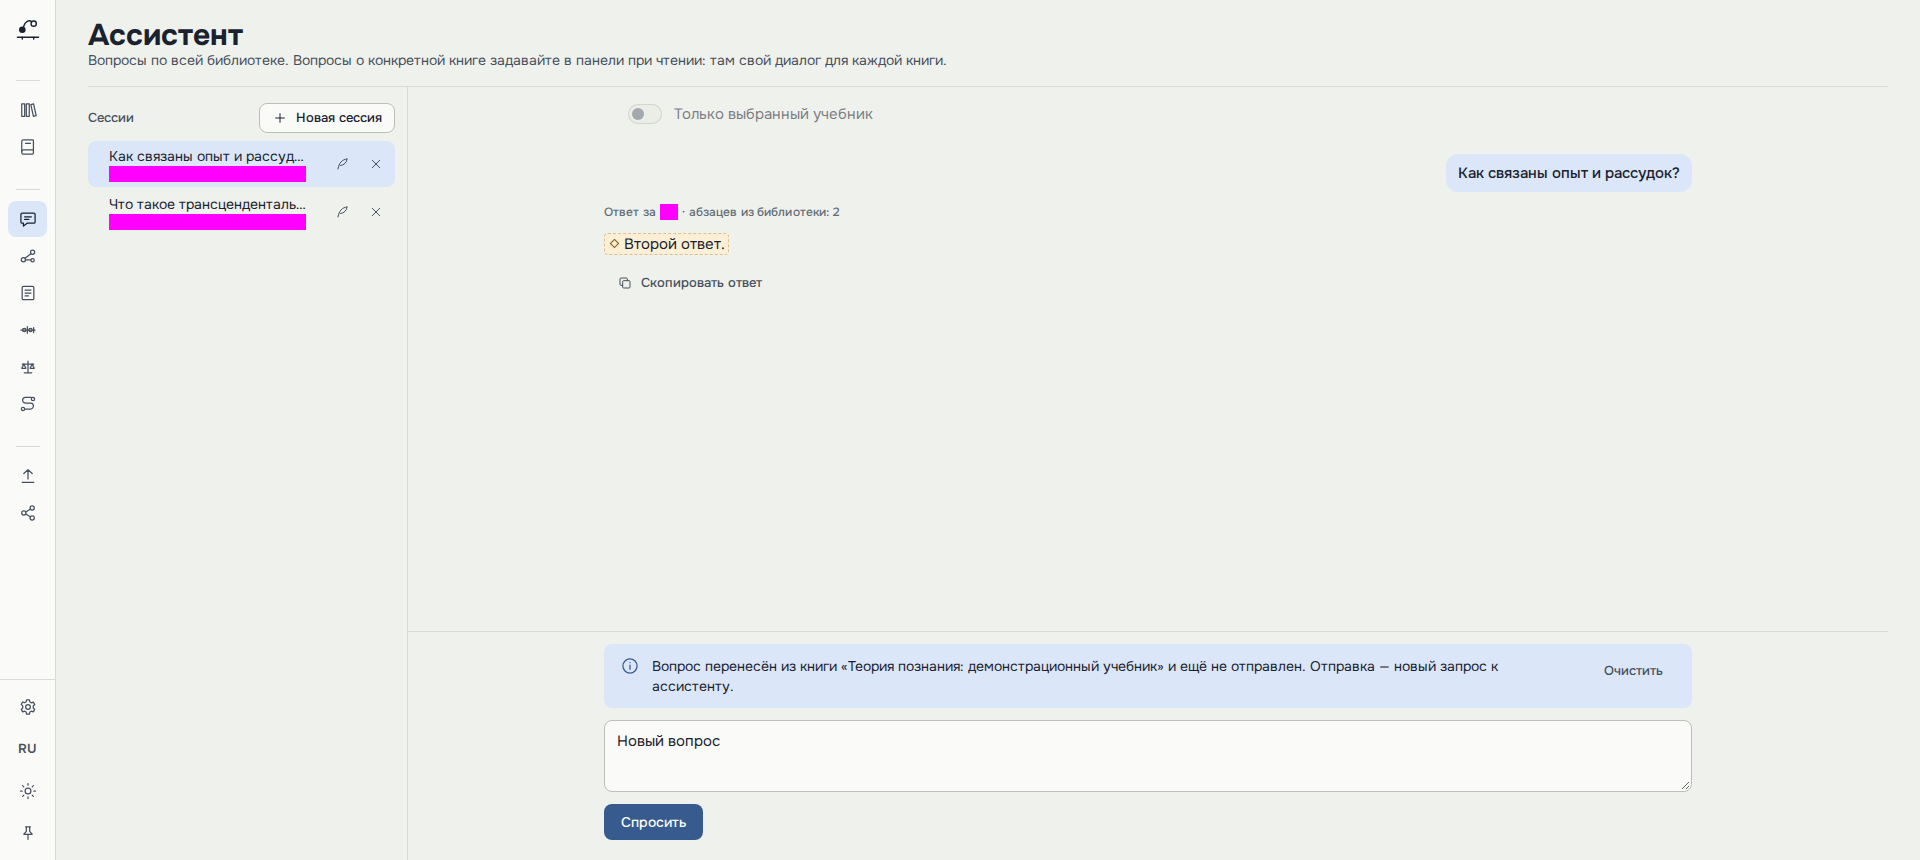 Ассистент
Вопросы по всей библиотеке. Вопросы о конкретной книге задавайте в панели при чтении: там свой диалог для каждой книги.
Сессии
Новая сессия
Как связаны опыт и рассуд...
Что такое трансценденталь...
Только выбранный учебник
Как связаны опыт и рассудок?
Ответ за · абзацев из библиотеки: 2
Второй ответ.
Скопировать ответ
Вопрос перенесён из книги «Теория познания: демонстрационный учебник» и ещё не отправлен. Отправка — новый запрос к
ассистенту.
Очистить
Новый вопрос
Спросить
RU